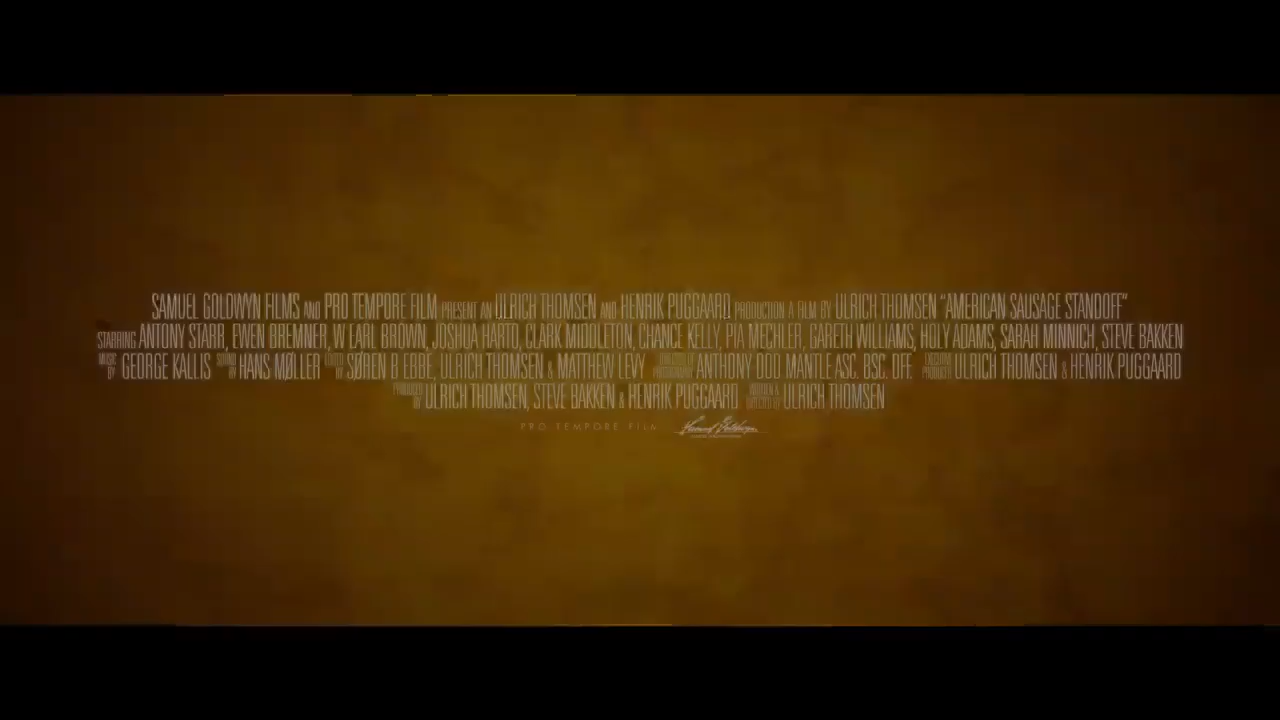 SAMUEL GOLDWYN FILMS AND PRO TEMPORE FILM PRESENT AN ULRICH THOMSEN AND HENRIK PUGGAARD PRODUCTION A FILM BY ULRICH THOMSEN "AMERICAN SAUSAGE STANDOFF"
STARRING ANTONY STARR, EWEN BREMNER, W EARL BROWN, JOSHUA HARTO, CLARK MIDDLETON, CHANCE KELLY, PIA MECHLER, GARETH WILLIAMS, HOLY ADAMS, SARAH MINNICH, STEVE BAKKEN
MUSIC BY GEORGE KALLIS SOUND BY HANS MØLLER BY SØREN B EBBE, ULRICH THOMSEN & MATTHEW LEVY DIRECTOR OF PHOTOGRAPHY ANTHONY DOD MANTLE ASC. BSC. DFF. EXECUTIVE PRODUCERS ULRICH THOMSEN & HENRIK PUGGAARD
PRODUCED BY ULRICH THOMSEN, STEVE BAKKEN & HENRIK PUGGAARD WRITTEN & DIRECTED BY ULRICH THOMSEN
PRO TEMPORE FILM Samuel Goldwyn